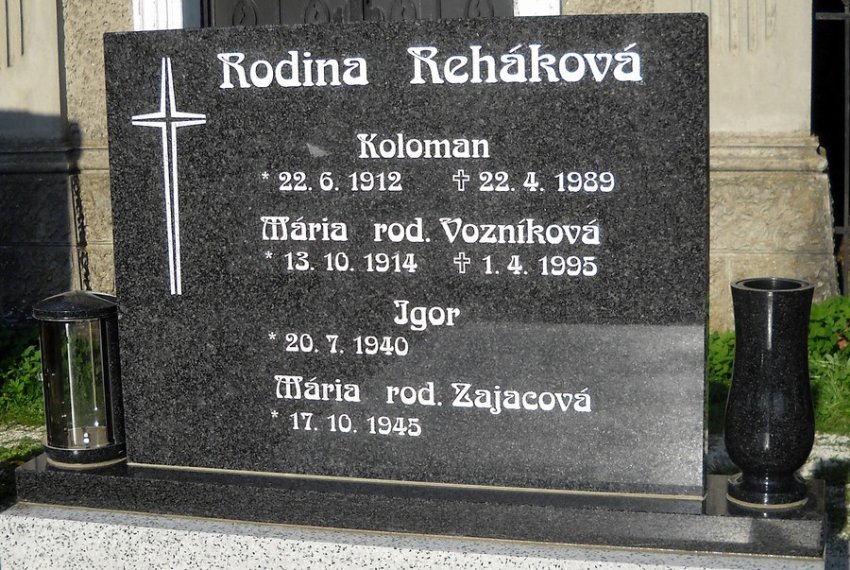 Rodina Reháková
Koloman
* 22. 6. 1912 ✝ 22. 4. 1989
Mária rod. Vozníková
* 13. 10. 1914 ✝ 1. 4. 1995
Igor
* 20. 7. 1940
Mária rod. Zajacová
* 17. 10. 1945